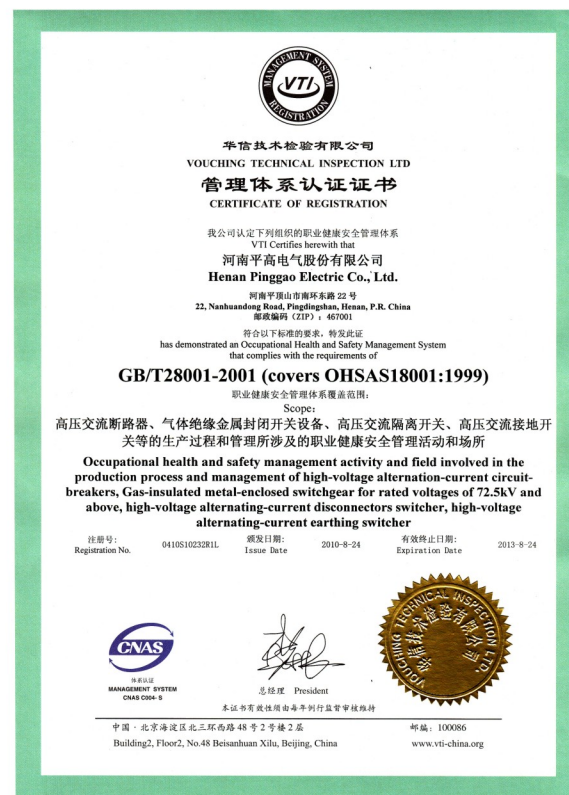 MANAGEMENT SYSTEM
VTI
REGISTRATION
华信技术检验有限公司
VOUCHING TECHNICAL INSPECTION LTD
管理体系认证证书
CERTIFICATE OF REGISTRATION
我公司认定下列组织的职业健康安全管理体系
VTI Certifies herewith that
河南平高电气股份有限公司
Henan Pinggao Electric Co., Ltd.
河南平顶山市南环东路 22 号
22, Nanhuandong Road, Pingdingshan, Henan, P.R. China
邮政编码（ZIP）：467001
符合以下标准的要求，特发此证
has demonstrated an Occupational Health and Safety Management System
that complies with the requirements of
GB/T28001-2001 (covers OHSAS18001:1999)
职业健康安全管理体系覆盖范围：
Scope:
高压交流断路器、气体绝缘金属封闭开关设备、高压交流隔离开关、高压交流接地开
关等的生产过程和管理所涉及的职业健康安全管理活动和场所
Occupational health and safety management activity and field involved in the
production process and management of high-voltage alternation-current circuit-
breakers, Gas-insulated metal-enclosed switchgear for rated voltages of 72.5kV and
above, high-voltage alternating-current disconnectors switcher, high-voltage
alternating-current earthing switcher
注册号： 颁发日期： 有效终止日期：
Registration No. 0410S10232R1L Issue Date 2010-8-24 Expiration Date 2013-8-24
CNAS
体系认证
MANAGEMENT SYSTEM
CNAS C004-S
总经理 President
VOUCHING TECHNICAL INSPECTION LTD
华信技术检验有限公司
本证书有效性须由每年例行监督审核维持
中国·北京海淀区北三环西路 48 号 2 号楼 2 层 邮编：100086
Building2, Floor2, No.48 Beisanhuan Xilu, Beijing, China www.vti-china.org